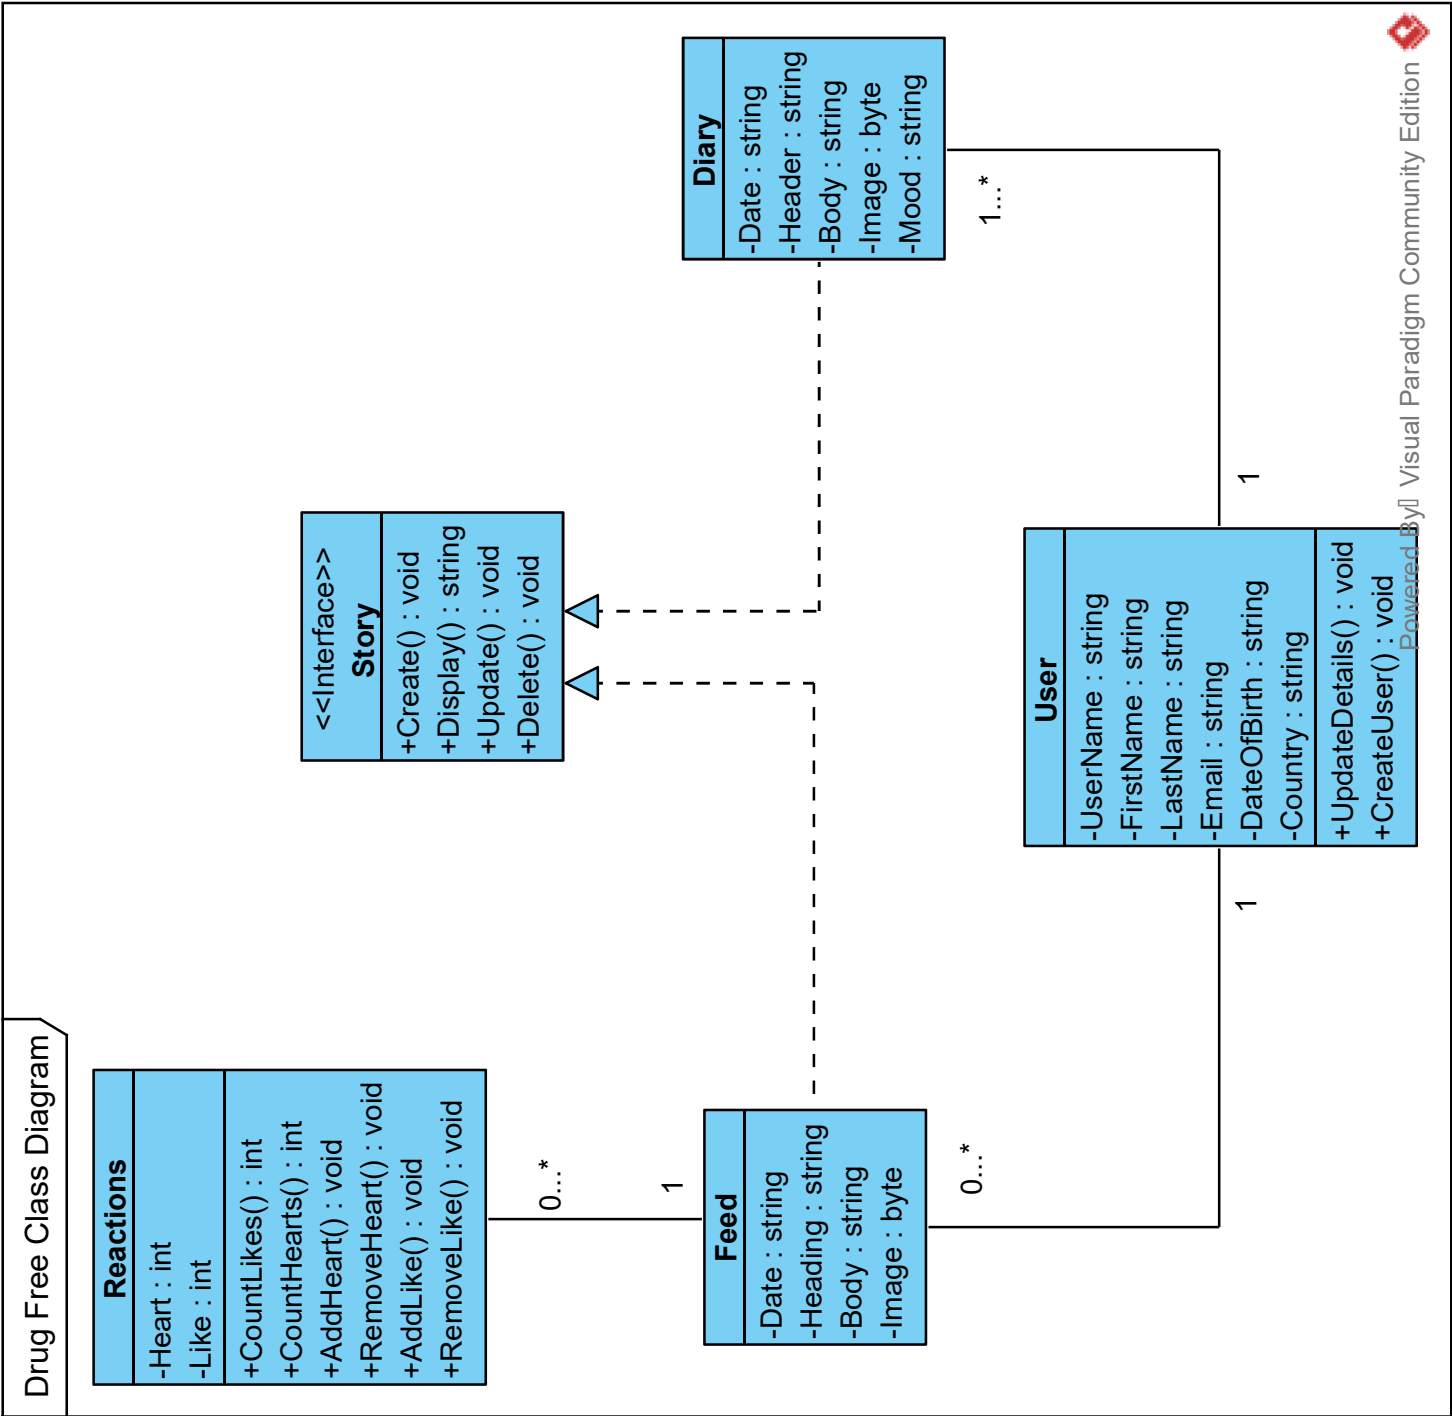 Drug Free Class Diagram
Reactions
-Heart : int
-Like : int
+CountLikes() : int
+CountHearts() : int
+AddHeart() : void
+RemoveHeart() : void
+AddLike() : void
+RemoveLike() : void
0...*
1
Feed
-Date : string
-Heading : string
-Body : string
-Image : byte
0...*
1
<<Interface>>
Story
+Create() : void
+Display() : string
+Update() : void
+Delete() : void
User
-UserName : string
-FirstName : string
-LastName : string
-Email : string
-DateOfBirth : string
-Country : string
+UpdateDetails() : void
+CreateUser() : void
1
1...*
Diary
-Date : string
-Header : string
-Body : string
-Image : byte
-Mood : string
Powered By Visual Paradigm Community Edition